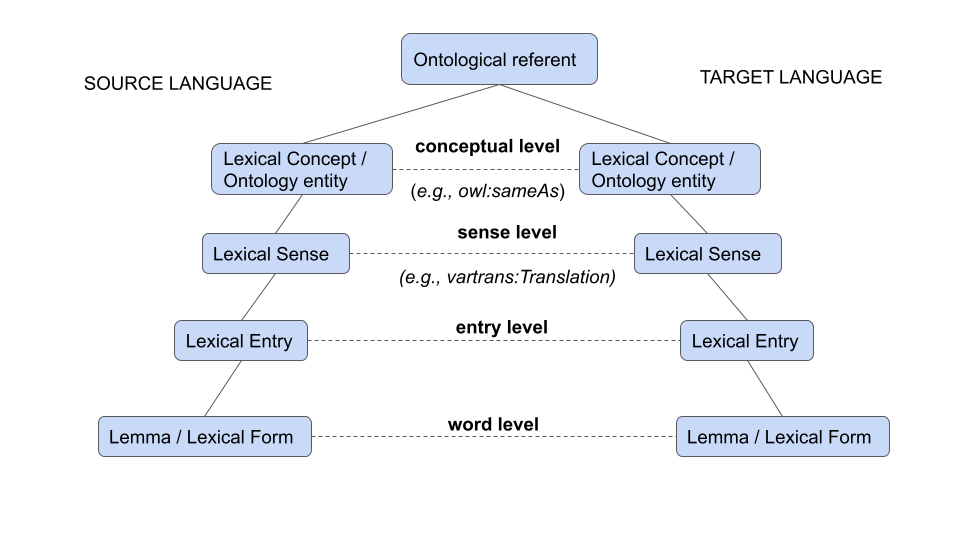 Ontological referent
SOURCE LANGUAGE
TARGET LANGUAGE
conceptual level
Lexical Concept /
Ontology entity
Lexical Concept /
Ontology entity
(e.g., owl:sameAs)
sense level
Lexical Sense
Lexical Sense
(e.g., vartrans:Translation)
entry level
Lexical Entry
Lexical Entry
word level
Lemma / Lexical Form
Lemma / Lexical Form